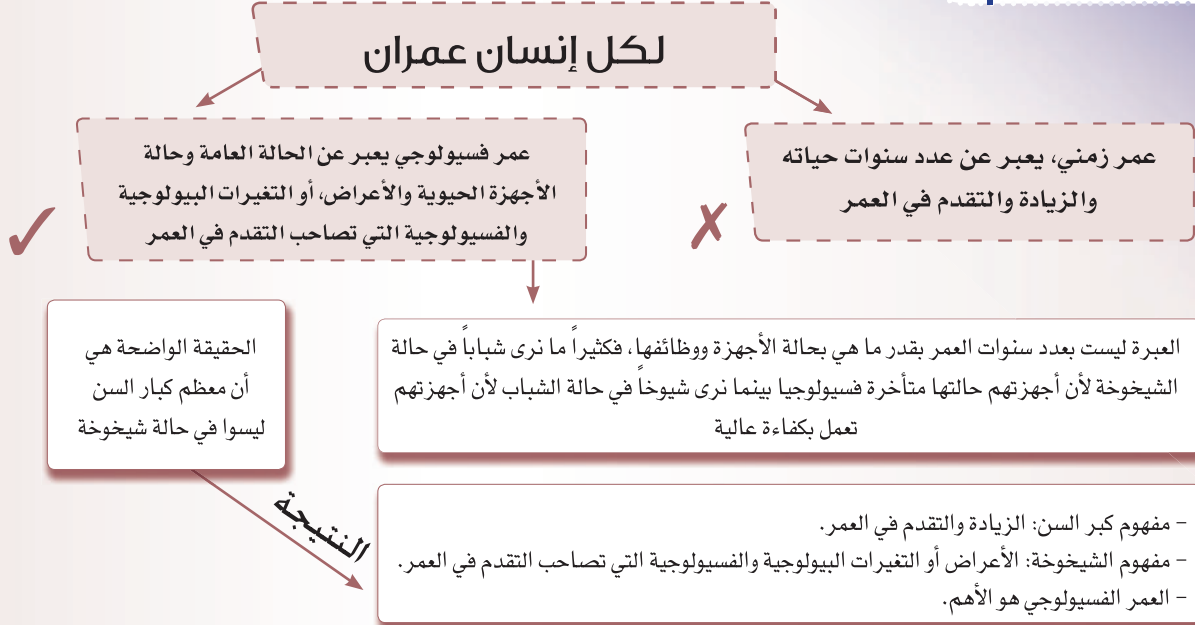 لكل إنسان عمران
عمر زمني، يعبر عن عدد سنوات حياته
والزيادة والتقدم في العمر
عمر فسيولوجي يعبر عن الحالة العامة وحالة
الأجهزة الحيوية والأعراض، أو التغيرات البيولوجية
والفسيولوجية التي تصاحب التقدم في العمر
العبرة ليست بعدد سنوات العمر بقدر ما هي بحالة الأجهزة ووظائفها، فكثيراً ما نرى شباباً في حالة
الشيخوخة لأن أجهزتهم حالتها متأخرة فسيولوجيا بينما نرى شيوخاً في حالة الشباب لأن أجهزتهم
تعمل بكفاءة عالية
الحقيقة الواضحة هي
أن معظم كبار السن
ليسوا في حالة شيخوخة
النتيجة
- مفهوم كبر السن: الزيادة والتقدم في العمر.
- مفهوم الشيخوخة: الأعراض أو التغيرات البيولوجية والفسيولوجية التي تصاحب التقدم في العمر.
- العمر الفسيولوجي هو الأهم.